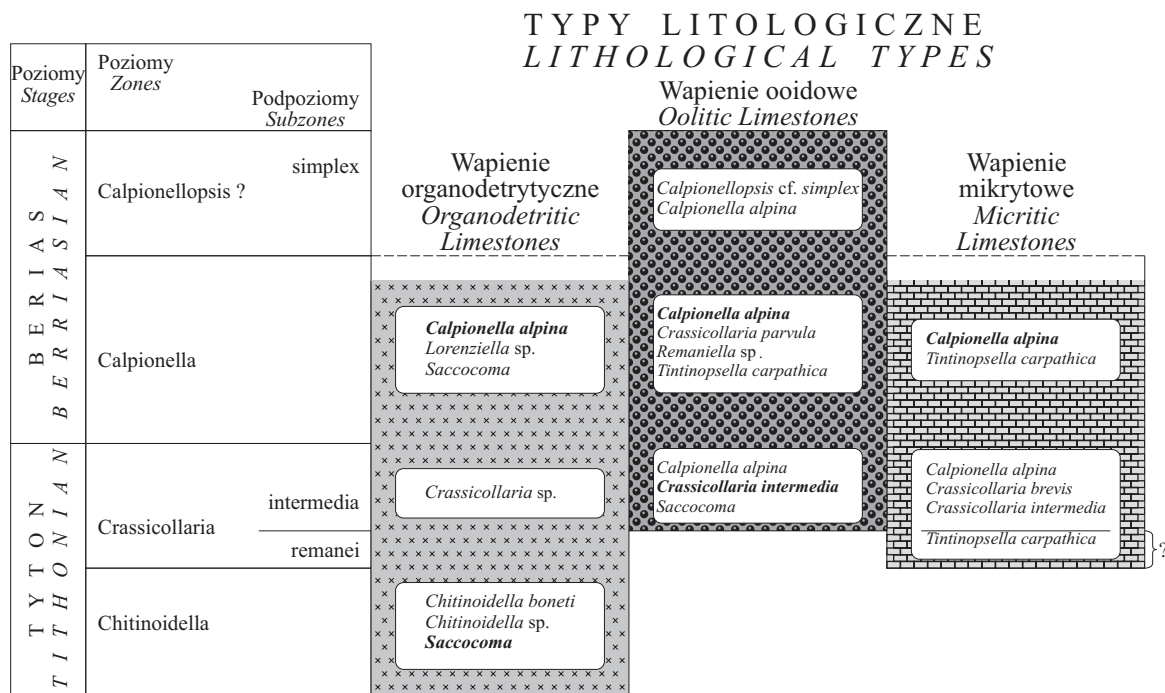 TYPY LITOLOGICZNE
LITHOLOGICAL TYPES
Poziomy
Stages
Poziomy
Zones
Podpoziomy
Subzones
BERIAS
BERRIASIAN
TYTON
TITHONIAN
Calpionellopsis ?
simplex
Calpionella
Crassicollaria
intermedia
remanei
Chitinoidella
Wapienie
organodetrytyczne
Organodetritic
Limestones
Calpionella alpina
Lorenziella sp.
Saccocoma
Crassicollaria sp.
Chitinoidella boneti
Chitinoidella sp.
Saccocoma
Wapienie ooidowe
Oolitic Limestones
Calpionellopsis cf. simplex
Calpionella alpina
Calpionella alpina
Crassicollaria parvula
Remaniella sp.
Tintinopsella carpathica
Calpionella alpina
Crassicollaria intermedia
Saccocoma
Wapienie
mikrytowe
Micritic
Limestones
Calpionella alpina
Tintinopsella carpathica
Calpionella alpina
Crassicollaria brevis
Crassicollaria intermedia
Tintinopsella carpathica
?